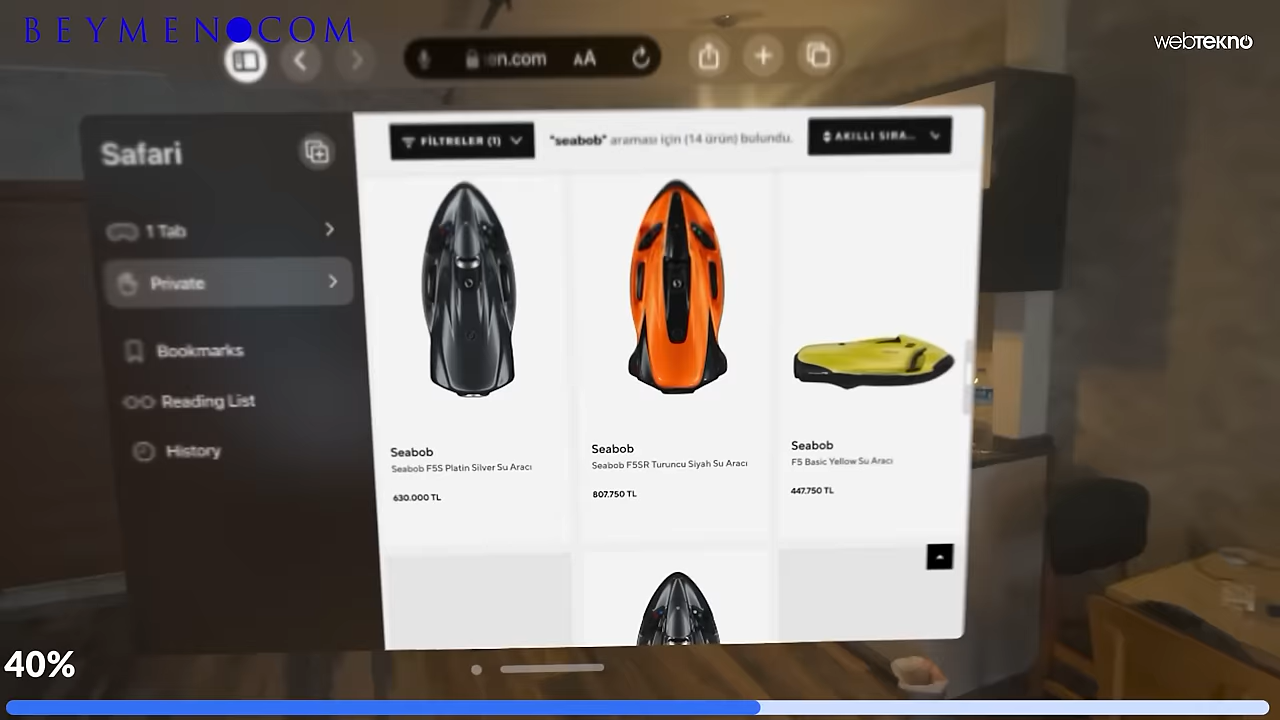 BEYMEN COM
webTEKNO
en.com AA
Safari
FİLTRELER (1)
"seabob" araması için (14 ürün) bulundu.
AKILLI SIRA...
1 Tab
Private
Bookmarks
Reading List
History
Seabob
Seabob F5S Platin Silver Su Aracı
630.000 TL
Seabob
Seabob F5SR Turuncu Siyah Su Aracı
807.750 TL
Seabob
F5 Basic Yellow Su Aracı
447.750 TL
40%